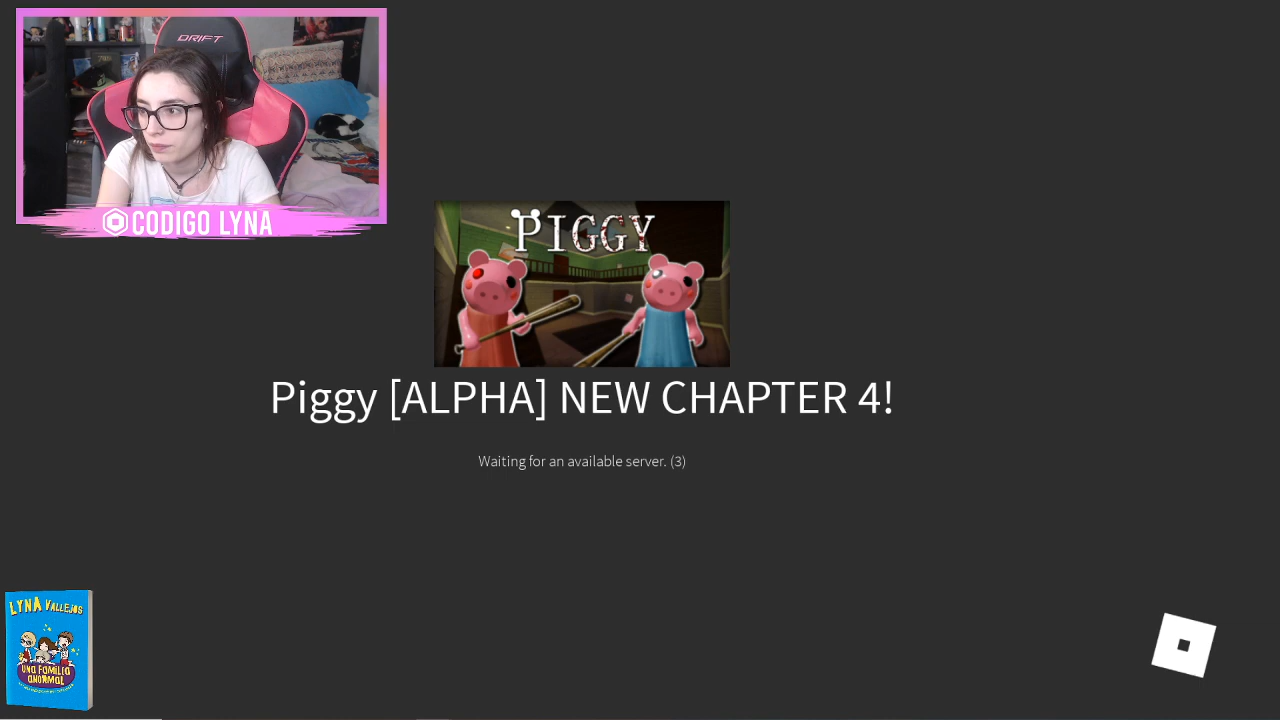 DRIFT
CODIGO LYNA
PIGGY
Piggy [ALPHA] NEW CHAPTER 4!
Waiting for an available server. (3)
LYNA VALLEJOS
UNA FAMILIA
ANORMAL